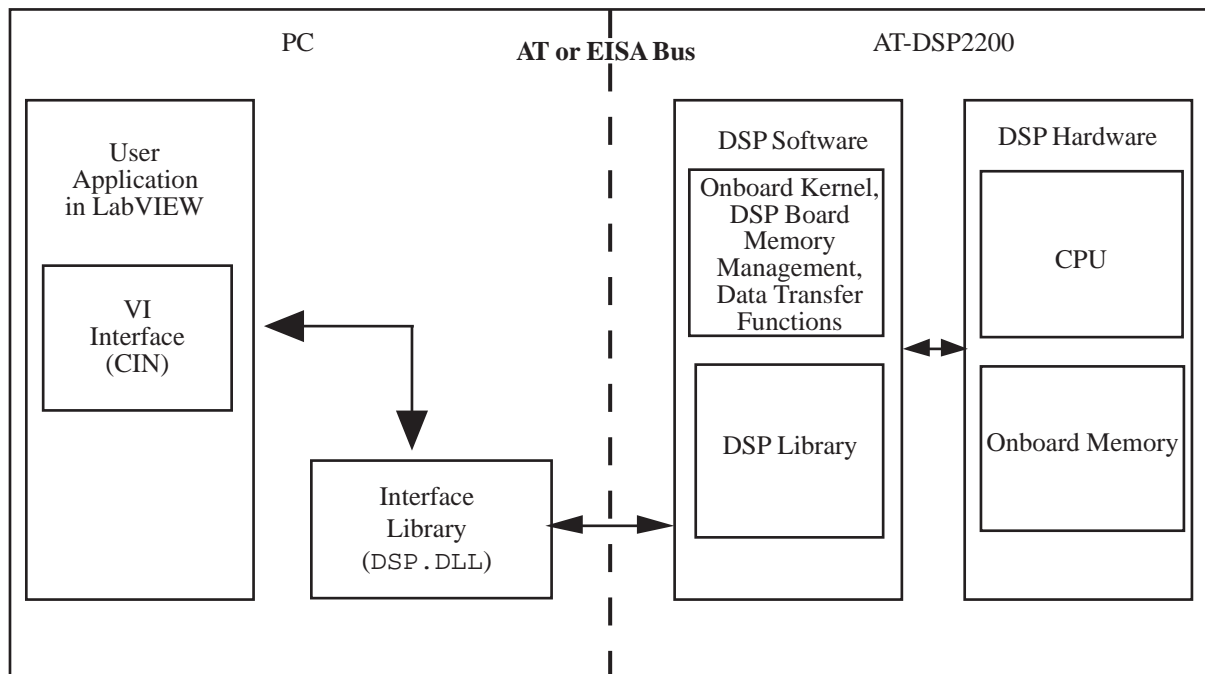 PC
AT or EISA Bus
AT-DSP2200
User
Application
in LabVIEW
VI
Interface
(CIN)
Interface
Library
(DSP.DLL)
DSP Software
Onboard Kernel,
DSP Board
Memory
Management,
Data Transfer
Functions
DSP Library
DSP Hardware
CPU
Onboard Memory